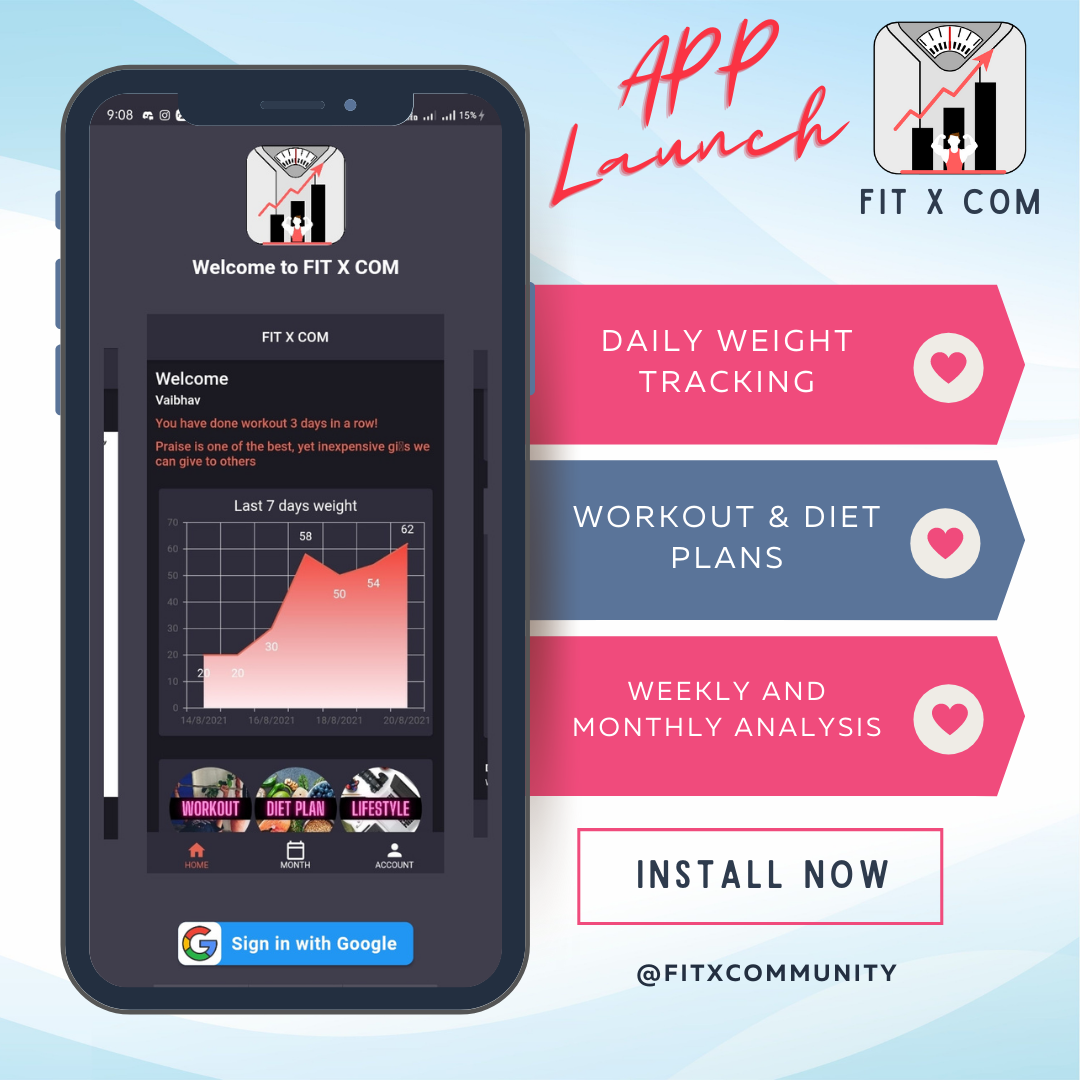 APP
Launch
FIT X COM
9:08
15%
Welcome to FIT X COM
FIT X COM
Welcome
Vaibhav
You have done workout 3 days in a row!
Praise is one of the best, yet inexpensive we
can give to others
Last 7 days weight
70
60
50
40
30
20
10
0
20
20
30
58
50
54
62
14/8/2021
16/8/2021
18/8/2021
20/8/2021
WORKOUT
DIET PLAN
LIFESTYLE
HOME
MONTH
ACCOUNT
Sign in with Google
DAILY WEIGHT
TRACKING
WORKOUT & DIET
PLANS
WEEKLY AND
MONTHLY ANALYSIS
INSTALL NOW
@FITXCOMMUNITY